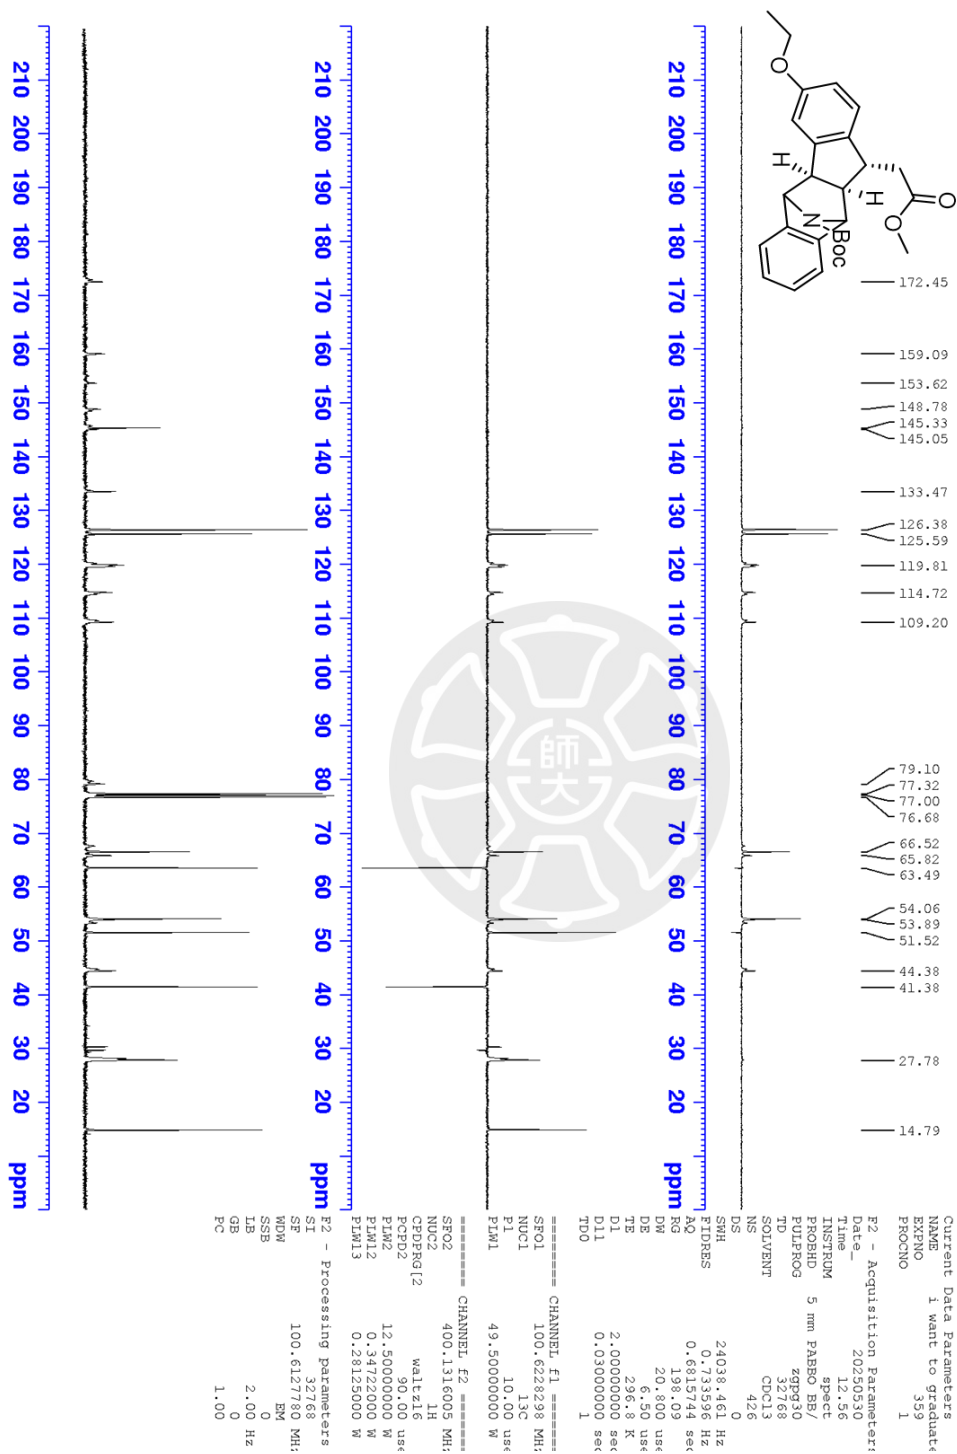 O
O
O
H
H
N
Boc
172.45
159.09
153.62
148.78
145.33
145.05
133.47
126.38
125.59
119.81
114.72
109.20
79.10
77.32
77.00
76.68
66.52
65.82
63.49
54.06
53.89
51.52
44.38
41.38
27.78
14.79
210 200 190 180 170 160 150 140 130 120 110 100 90 80 70 60 50 40 30 20 ppm
210 200 190 180 170 160 150 140 130 120 110 100 90 80 70 60 50 40 30 20 ppm
210 200 190 180 170 160 150 140 130 120 110 100 90 80 70 60 50 40 30 20 ppm
師大
Current Data Parameters
NAME i want to graduate
EXPNO 359
PROCNO 1
F2 - Acquisition Parameters
Date_ 20250530
Time 12.56
INSTRUM spect
PROBHD 5 mm PABBO BB/
PULPROG zgpg30
TD 32768
SOLVENT CDCl3
NS 426
DS 0
SWH 24038.461 Hz
FIDRES 0.733596 Hz
AQ 0.6815744 sec
RG 198.09
DW 20.800 use
DE 6.50 use
TE 296.8 K
D1 2.00000000 sec
D11 0.03000000 sec
TD0 1
======== CHANNEL f1 ========
SFO1 100.6228298 MHz
NUC1 13C
P1 10.00 use
PLW1 49.50000000 W
======== CHANNEL f2 ========
SFO2 400.1316005 MHz
NUC2 1H
CPDPRG[2 waltz16
PCPD2 90.00 use
PLW2 12.50000000 W
PLW12 0.34722000 W
PLW13 0.28125000 W
F2 - Processing parameters
SI 32768
SF 100.6127780 MHz
WDW EM
SSB 0
LB 2.00 Hz
GB 0
PC 1.00